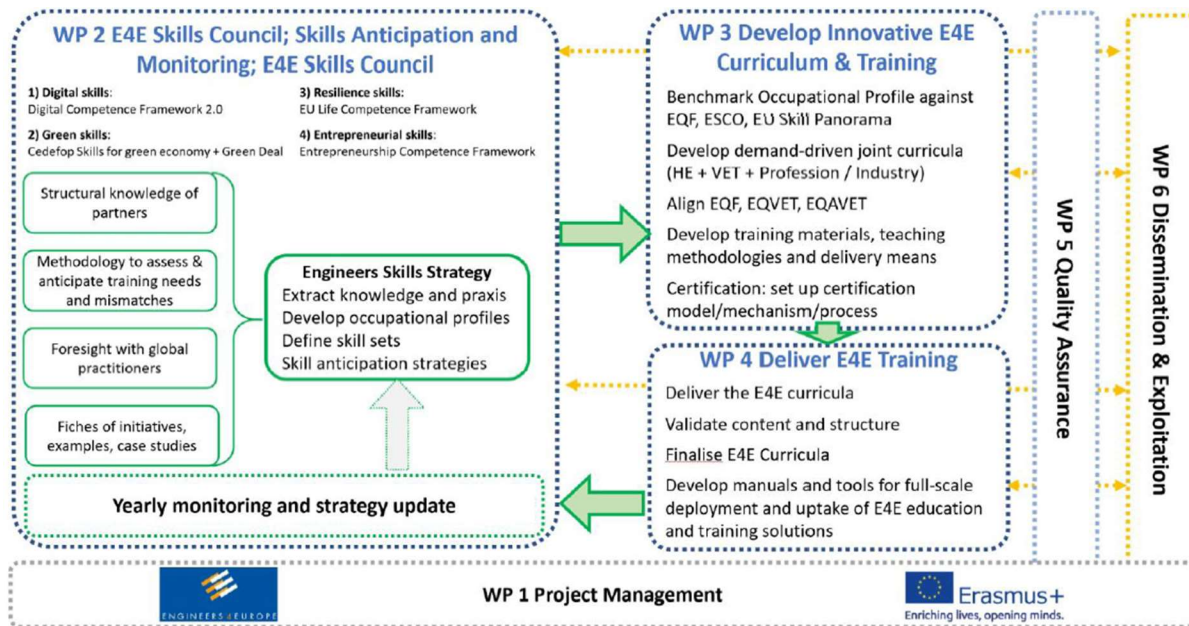 WP 2 E4E Skills Council; Skills Anticipation and
Monitoring; E4E Skills Council
1) Digital skills:
Digital Competence Framework 2.0
2) Green skills:
Cedefop Skills for green economy + Green Deal
3) Resilience skills:
EU Life Competence Framework
4) Entrepreneurial skills:
Entrepreneurship Competence Framework
Structural knowledge of
partners
Methodology to assess &
anticipate training needs
and mismatches
Foresight with global
practitioners
Fiches of initiatives,
examples, case studies
Engineers Skills Strategy
Extract knowledge and praxis
Develop occupational profiles
Define skill sets
Skill anticipation strategies
Yearly monitoring and strategy update
WP 3 Develop Innovative E4E
Curriculum & Training
Benchmark Occupational Profile against
EQF, ESCO, EU Skill Panorama
Develop demand-driven joint curricula
(HE + VET + Profession / Industry)
Align EQF, EQVET, EQAVET
Develop training materials, teaching
methodologies and delivery means
Certification: set up certification
model/mechanism/process
WP 4 Deliver E4E Training
Deliver the E4E curricula
Validate content and structure
Finalise E4E Curricula
Develop manuals and tools for full-scale
deployment and uptake of E4E education
and training solutions
WP 5 Quality Assurance
WP 6 Dissemination & Exploitation
ENGINEERS4EUROPE
WP 1 Project Management
Erasmus+
Enriching lives, opening minds.